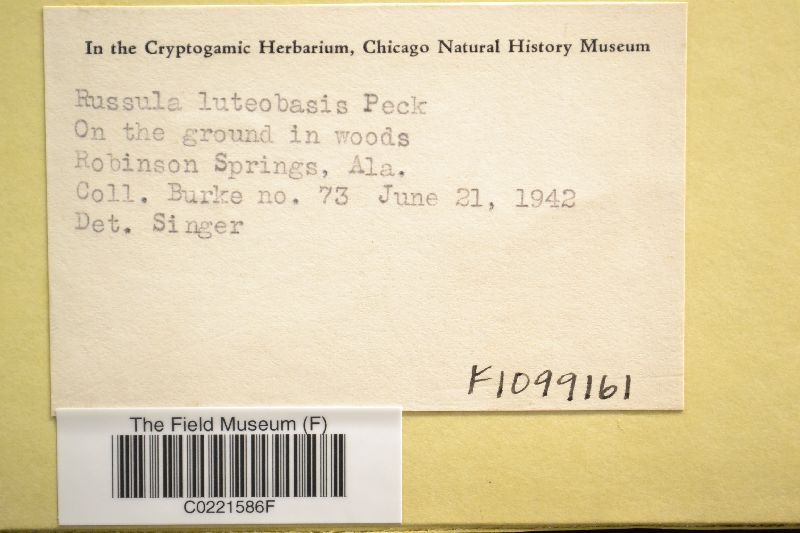 In the Cryptogamic Herbarium, Chicago Natural History Museum
Russula luteobasis Peck
On the ground in woods
Robinson Springs, Ala.
Coll. Burke no. 73  June 21, 1942
Det. Singer
F1099161
The Field Museum (F)
C0221586F